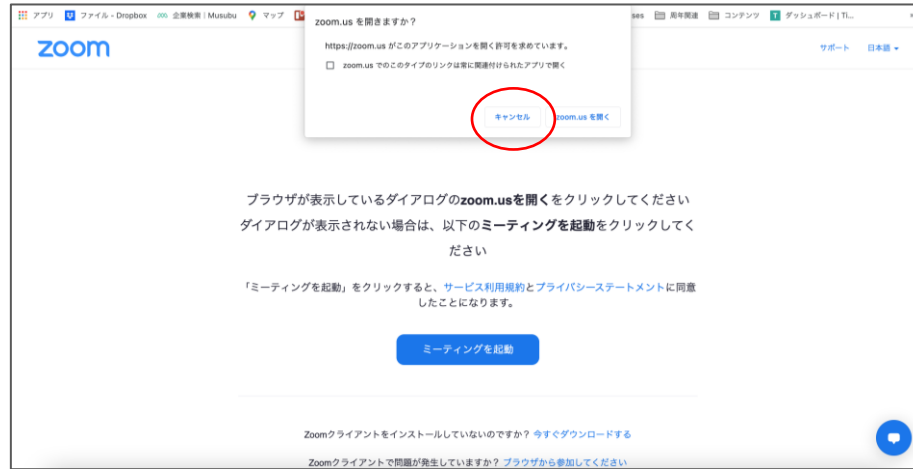 アプリ ファイル - Dropbox 企業検索 | Musubu マップ ses 周年関連 コンテンツ ダッシュボード | Ti...
zoom.us を開きますか？
https://zoom.us がこのアプリケーションを開く許可を求めています。
zoom.us でのこのタイプのリンクは常に関連付けられたアプリで開く
キャンセル zoom.us を開く
zoom サポート 日本語
ブラウザが表示しているダイアログのzoom.usを開くをクリックしてください
ダイアログが表示されない場合は、以下のミーティングを起動をクリックしてく
ださい
「ミーティングを起動」をクリックすると、サービス利用規約とプライバシーステートメントに同意
したことになります。
ミーティングを起動
Zoomクライアントをインストールしていないのですか？ 今すぐダウンロードする
Zoomクライアントで問題が発生していますか？ ブラウザから参加してください